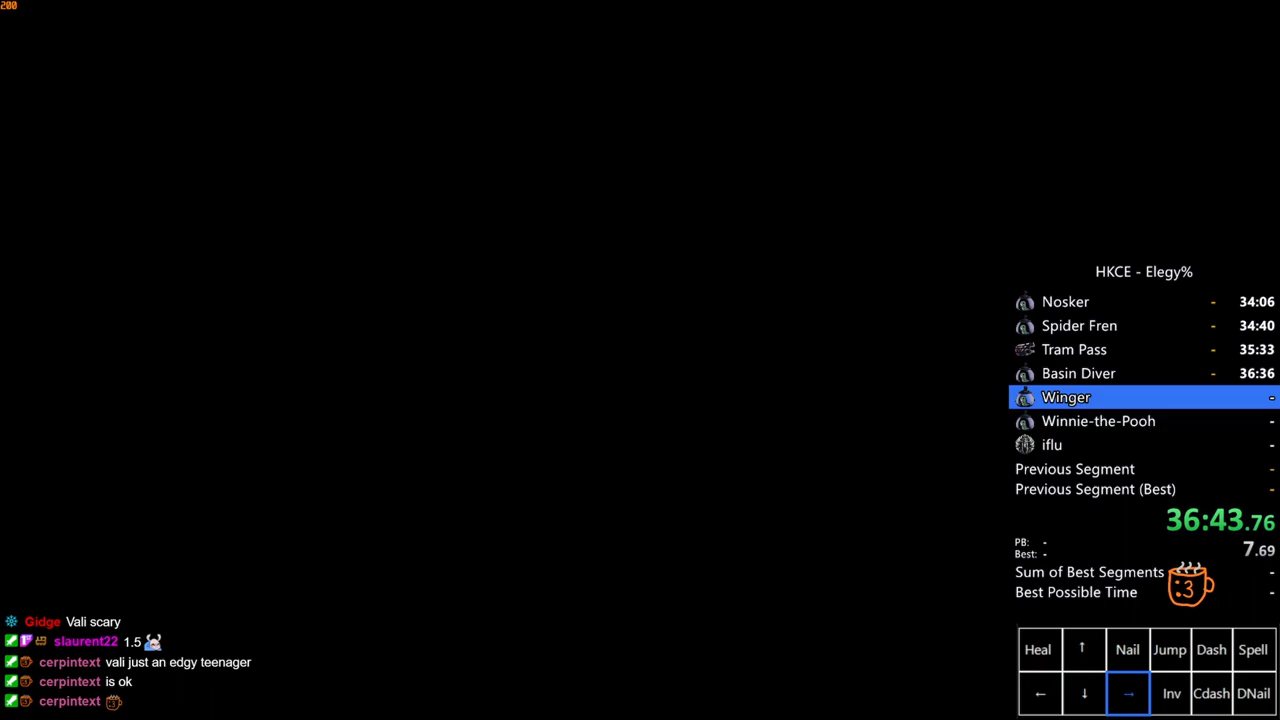 200
HKCE - Elegy%
Nosker - 34:06
Spider Fren - 34:40
Tram Pass - 35:33
Basin Diver - 36:36
Winger -
Winnie-the-Pooh -
iflu -
Previous Segment -
Previous Segment (Best) -
36:43.76
PB: -
Best: -
7.69
Sum of Best Segments -
Best Possible Time -
:3
Gidge Vali scary
slaurent22 1.5
cerpintext vali just an edgy teenager
cerpintext is ok
cerpintext
Heal ↑ Nail Jump Dash Spell
← ↓ → Inv Cdash DNail